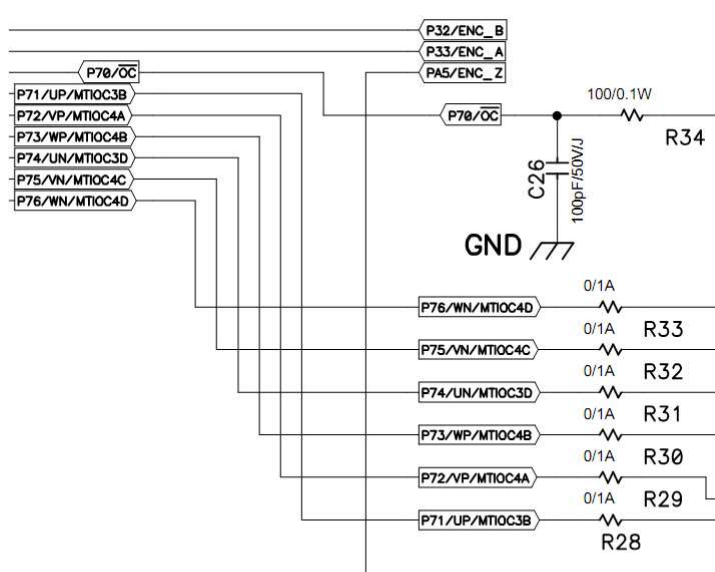 P32/ENC_B
P33/ENC_A
P70/OC PA5/ENC_Z
P71/UP/MTIOC3B 100/0.1W
P72/VP/MTIOC4A P70/OC
P73/WP/MTIOC4B R34
P74/UN/MTIOC3D
P75/VN/MTIOC4C C26 100pF/50V/J
P76/WN/MTIOC4D
GND
0/1A
P76/WN/MTIOC4D
0/1A R33
P75/VN/MTIOC4C
0/1A R32
P74/UN/MTIOC3D
0/1A R31
P73/WP/MTIOC4B
0/1A R30
P72/VP/MTIOC4A
0/1A R29
P71/UP/MTIOC3B
R28